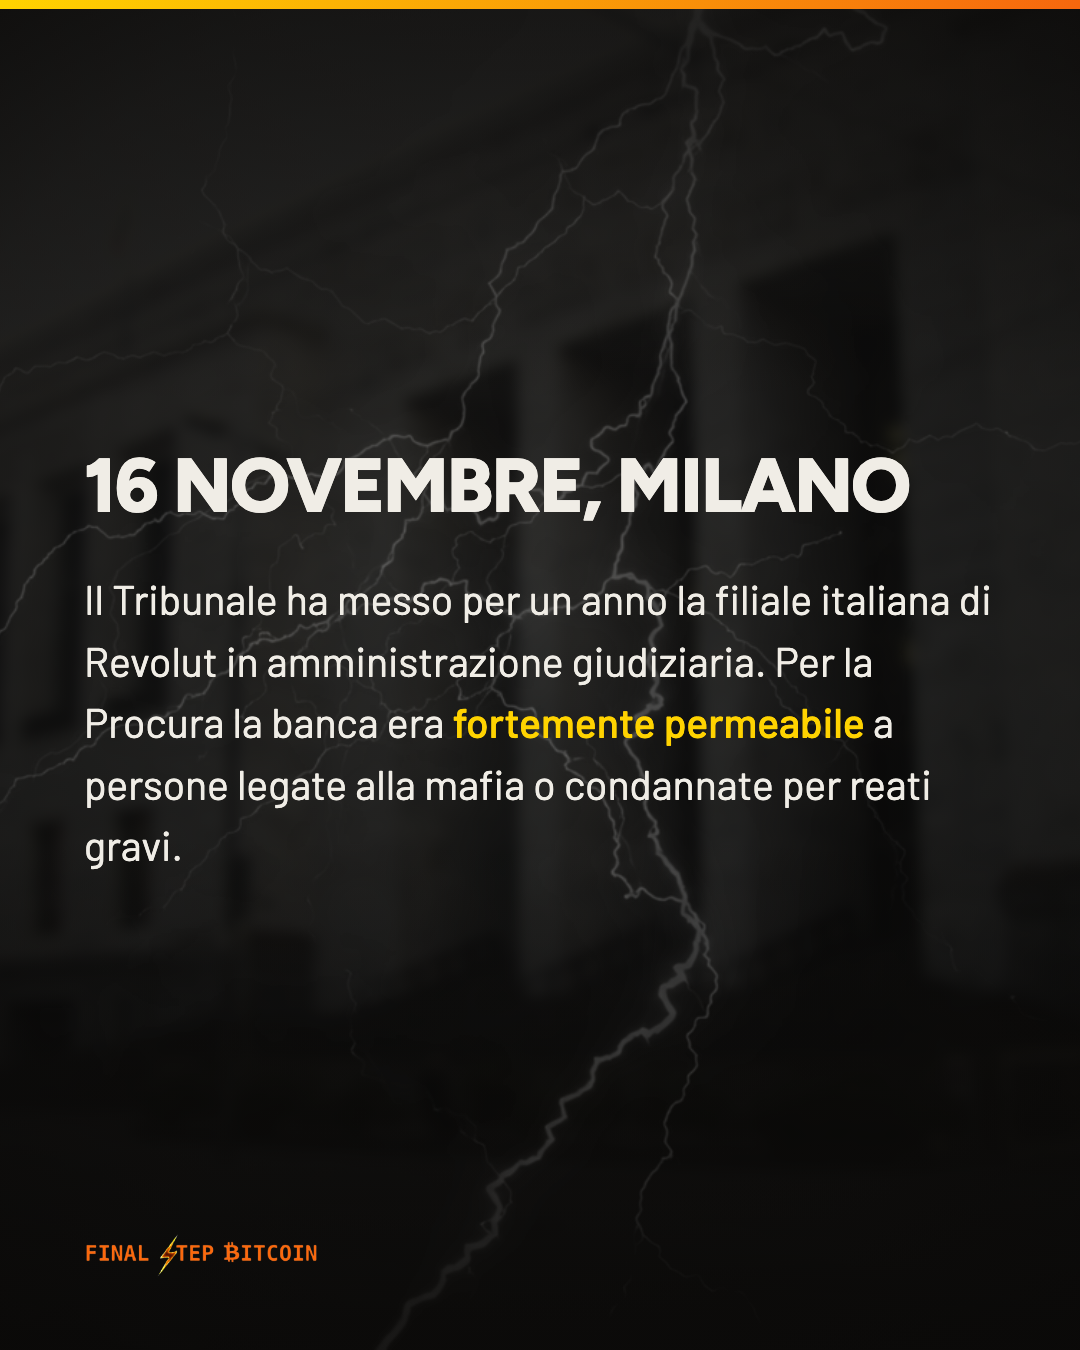 16 NOVEMBRE, MILANO
Il Tribunale ha messo per un anno la filiale italiana di
Revolut in amministrazione giudiziaria. Per la
Procura la banca era fortemente permeabile a
persone legate alla mafia o condannate per reati
gravi.
FINAL STEP BITCOIN